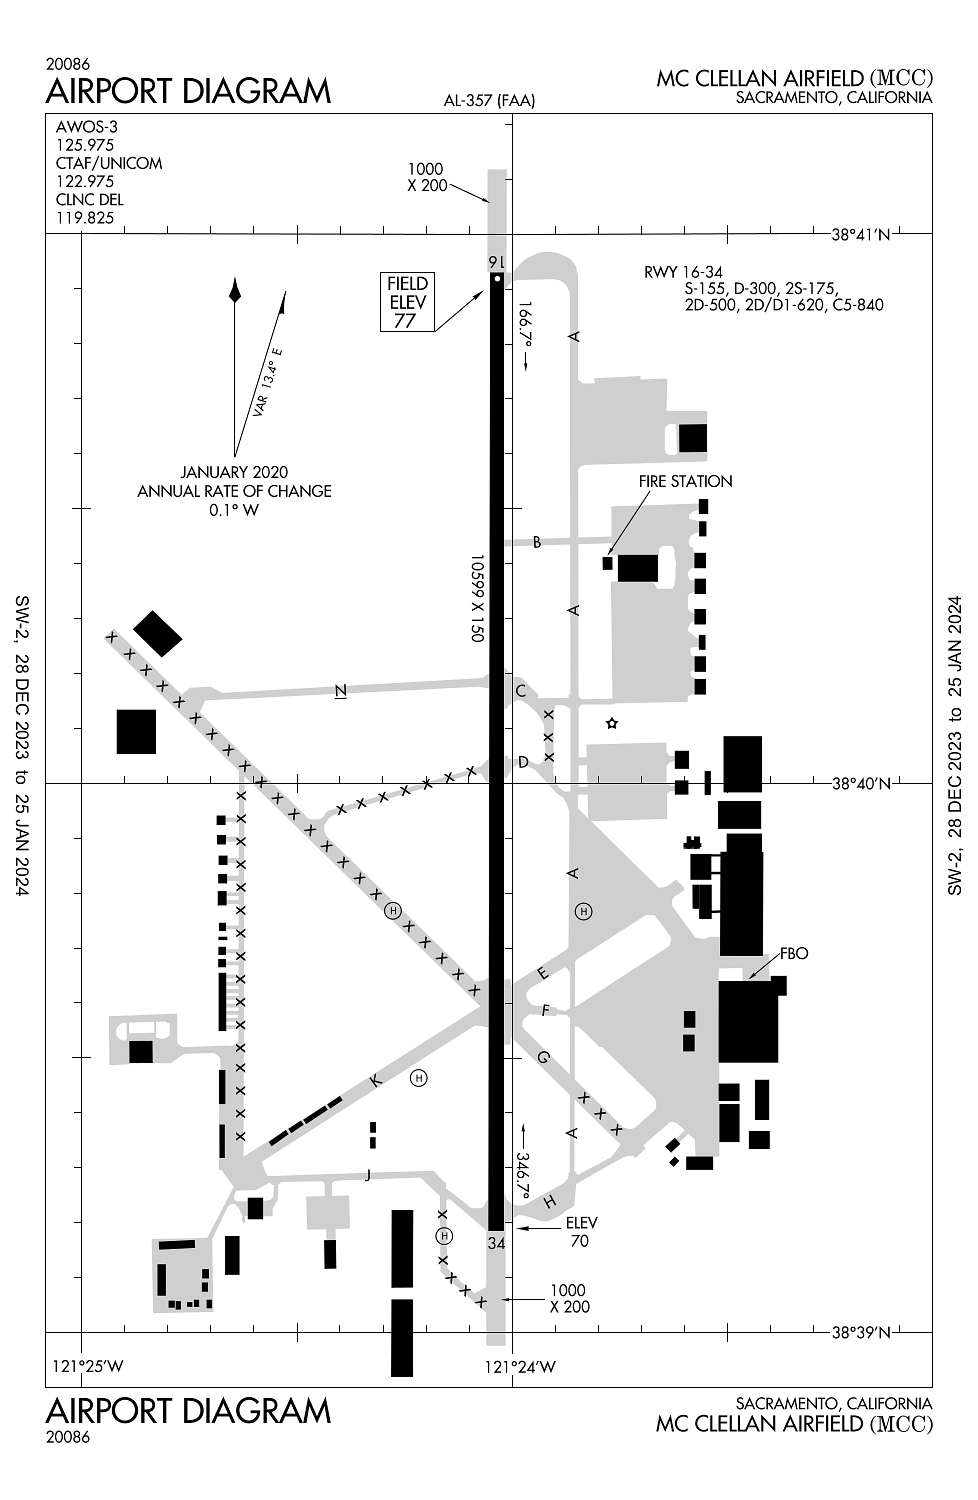 20086
AIRPORT DIAGRAM
AL-357 (FAA)
MC CLELLAN AIRFIELD (MCC)
SACRAMENTO, CALIFORNIA
AWOS-3
125.975
CTAF/UNICOM
122.975
CLNC DEL
119.825
1000
X 200
38°41'N
16
FIELD
ELEV
77
RWY 16-34
S-155, D-300, 2S-175,
2D-500, 2D/D1-620, C5-840
166.7°
A
VAR 13.4° E
JANUARY 2020
ANNUAL RATE OF CHANGE
0.1° W
FIRE STATION
B
10599 X 150
A
SW-2, 28 DEC 2023 to 25 JAN 2024
SW-2, 28 DEC 2023 to 25 JAN 2024
N
C
D
38°40'N
A
H
H
E
FBO
F
G
K
H
A
346.7°
J
H
H
ELEV
70
34
1000
X 200
38°39'N
121°25'W
121°24'W
AIRPORT DIAGRAM
20086
SACRAMENTO, CALIFORNIA
MC CLELLAN AIRFIELD (MCC)